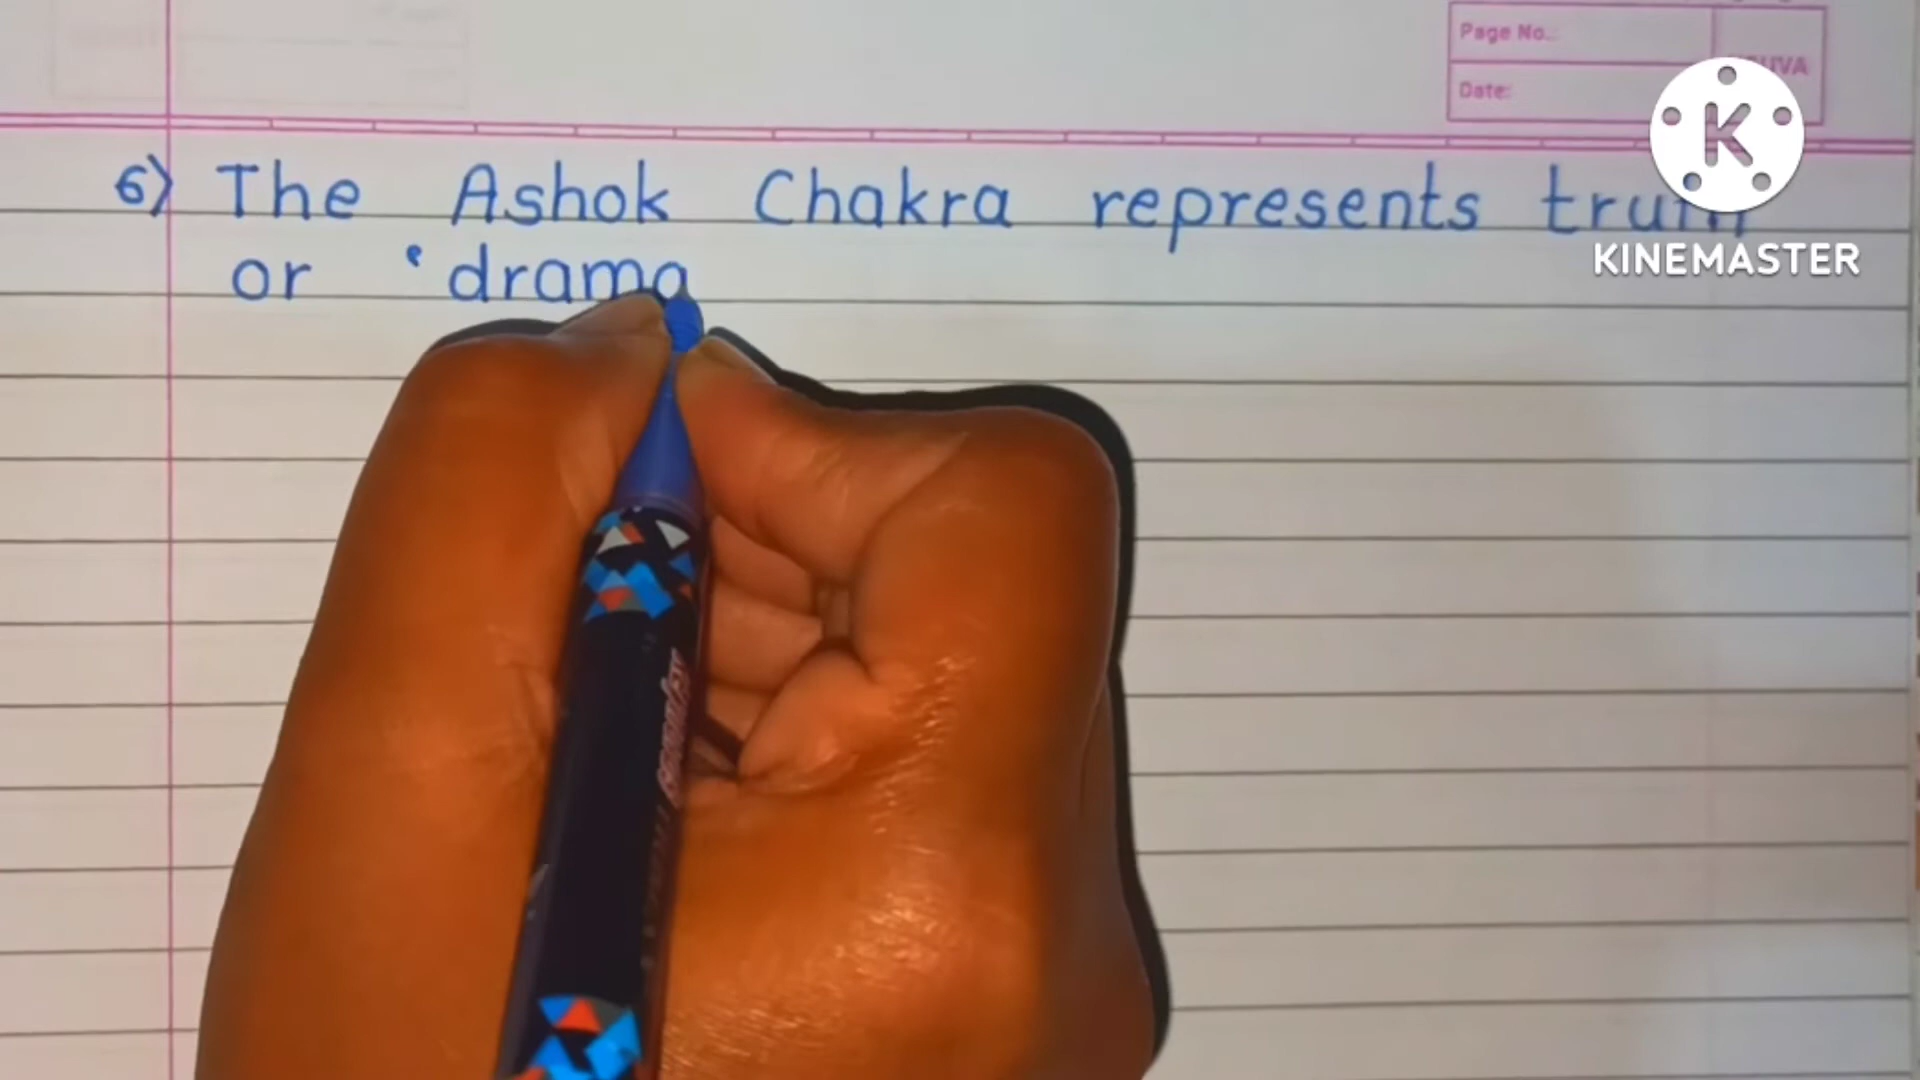 Page No.:
Date:
6) The Ashok Chakra represents truth
or ‘drama
KINEMASTER